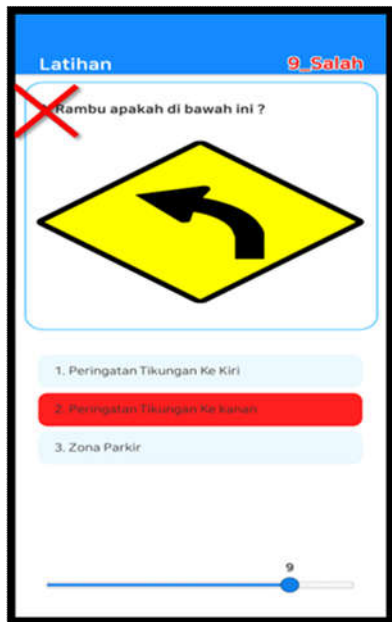 Latihan
9_Salah
Rambu apakah di bawah ini ?
1. Peringatan Tikungan Ke Kiri
2. Peringatan Tikungan Ke kanan
3. Zona Parkir
9